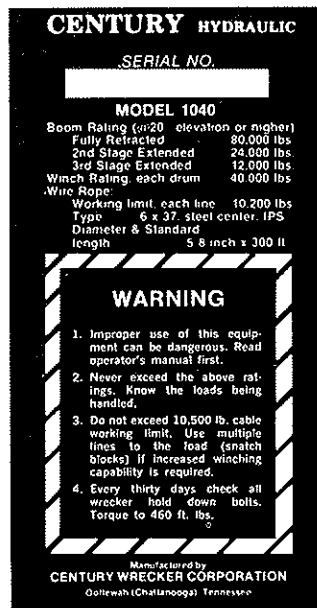 CENTURY HYDRAULIC
SERIAL NO.
MODEL 1040
Boom Rating (@ 20 elevation or higher)
Fully Retracted 80,000 lbs
2nd Stage Extended 24,000 lbs
3rd Stage Extended 12,000 lbs
Winch Rating, each drum 40,000 lbs
Wire Rope:
Working limit, each line 10,200 lbs
Type 6 x 37, steel center, IPS
Diameter & Standard
length 5 8 inch x 300 ft
WARNING
1. Improper use of this equip-
ment can be dangerous. Read
operator's manual first.
2. Never exceed the above rat-
ings. Know the loads being
handled.
3. Do not exceed 10,500 lb. cable
working limit. Use multiple
lines to the load (snatch
blocks) if increased winching
capability is required.
4. Every thirty days check all
wrecker hold down bolts.
Torque to 460 ft. lbs.
Manufactured by
CENTURY WRECKER CORPORATION
Ooltewah (Chattanooga) Tennessee